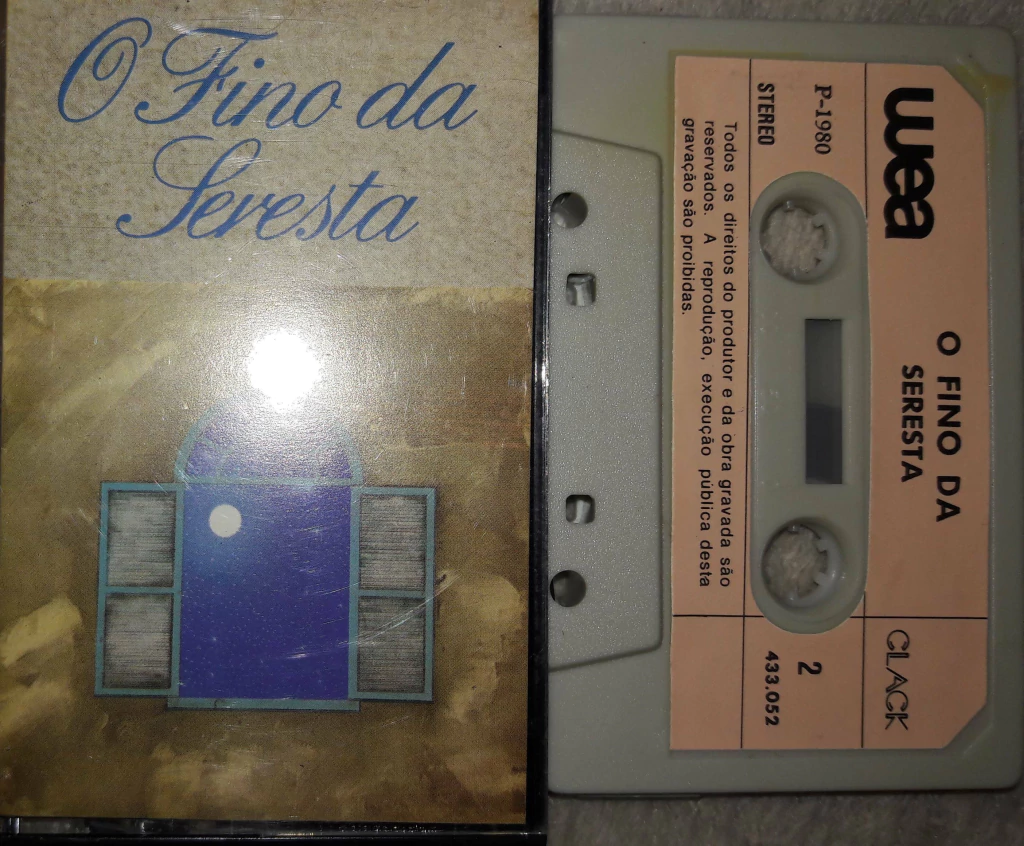 O Fino da
Seresta
wea
O FINO DA
SERESTA
CLACK
P-1980
STEREO
Todos os direitos do produtor e da obra gravada são
reservados. A reprodução, execução pública desta
gravação são proibidas.
2
433.052